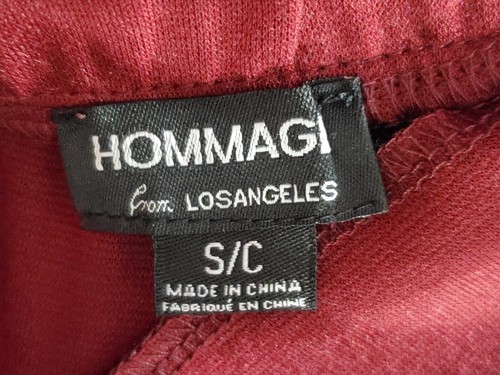 HOMMAGE
from LOSANGELES
S/C
MADE IN CHINA
FABRIQUÉ EN CHINE